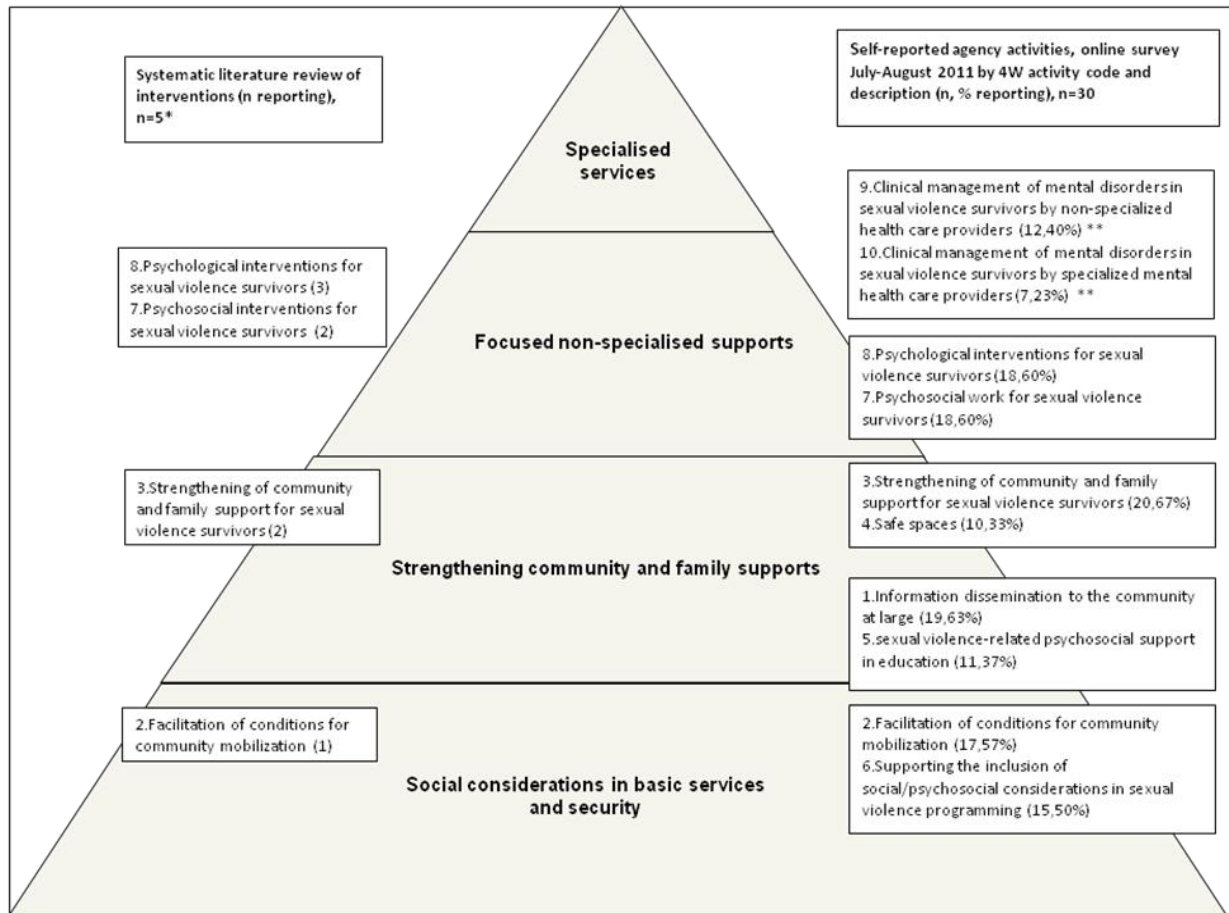 Systematic literature review of
interventions (n reporting),
n=5*
Self-reported agency activities, online survey
July-August 2011 by 4W activity code and
description (n, % reporting), n=30
Specialised
services
9.Clinical management of mental disorders in
sexual violence survivors by non-specialized
health care providers (12,40%) **
10.Clinical management of mental disorders in
sexual violence survivors by specialized mental
health care providers (7,23%) **
8.Psychological interventions for
sexual violence survivors (3)
7.Psychosocial interventions for
sexual violence survivors (2)
Focused non-specialised supports
8.Psychological interventions for sexual
violence survivors (18,60%)
7.Psychosocial work for sexual violence
survivors (18,60%)
3.Strengthening of community
and family support for sexual
violence survivors (2)
3.Strengthening of community and family
support for sexual violence survivors (20,67%)
4.Safe spaces (10,33%)
Strengthening community and family supports
1.Information dissemination to the community
at large (19,63%)
5.sexual violence-related psychosocial support
in education (11,37%)
2.Facilitation of conditions for
community mobilization (1)
2.Facilitation of conditions for community
mobilization (17,57%)
6.Supporting the inclusion of
social/psychosocial considerations in sexual
violence programming (15,50%)
Social considerations in basic services
and security